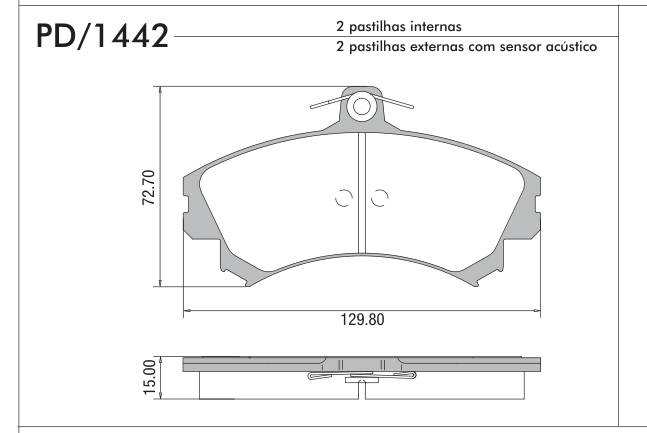 PD/1442
2 pastilhas internas
2 pastilhas externas com sensor acústico
72.70
129.80
15.00